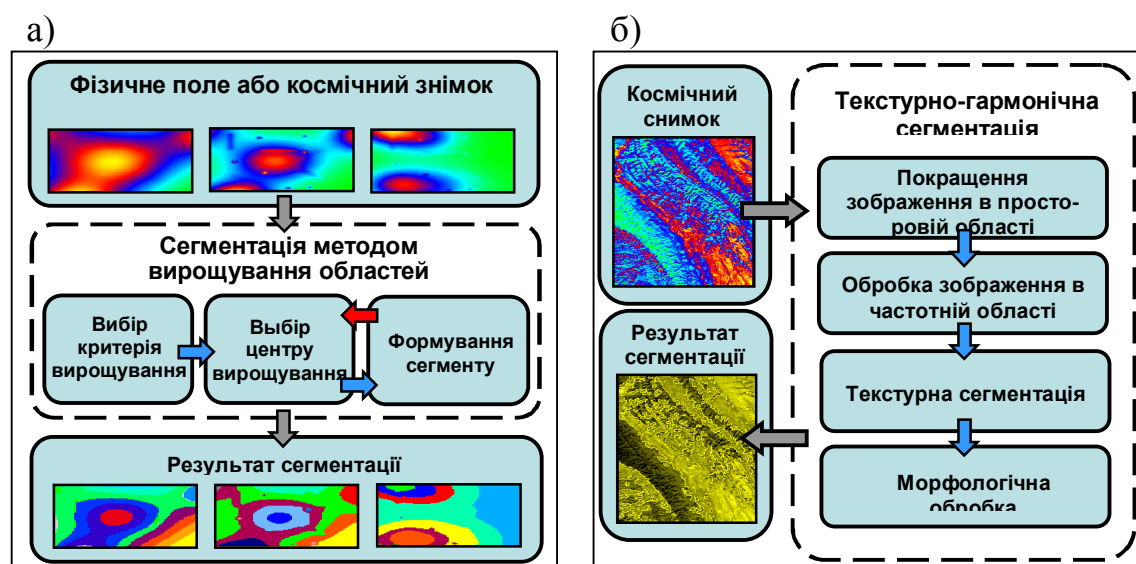 а)
Фізичне поле або космічний знімок
Сегментація методом
вирощування областей
Вибір
критерія
вирощування
Выбір
центру
вирощування
Формування
сегменту
Результат сегментації
б)
Космічний
снимок
Результат
сегментації
Текстурно-гармонічна
сегментація
Покращення
зображення в просто-
ровій області
Обробка зображення в
частотній області
Текстурна сегментація
Морфологічна
обробка